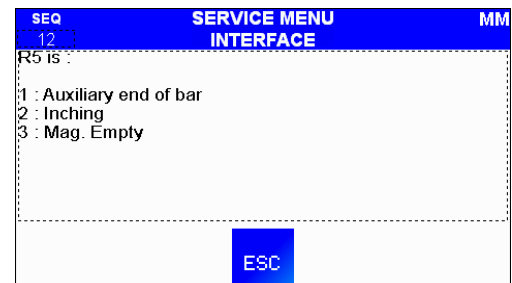 SEQ SERVICE MENU MM
12 INTERFACE
R5 is :
1 : Auxiliary end of bar
2 : Inching
3 : Mag. Empty
ESC